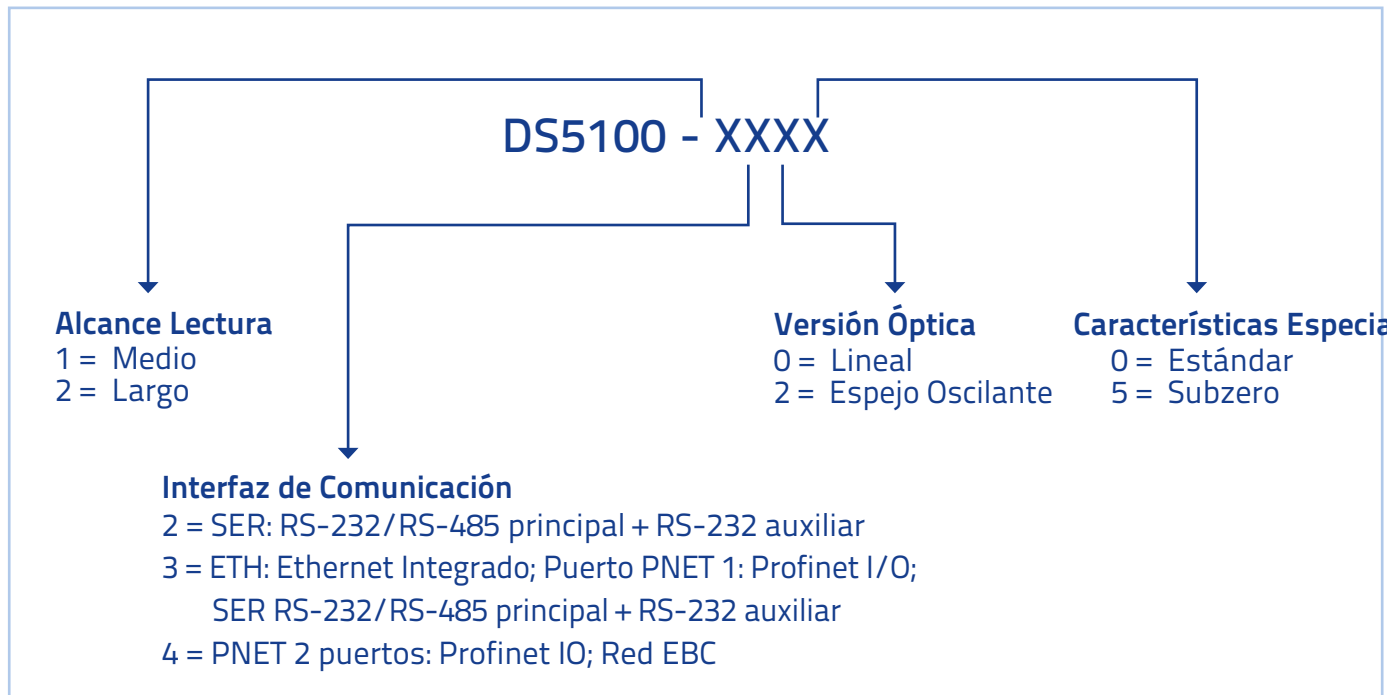 DS5100 - XXXX
Alcance Lectura
1 = Medio
2 = Largo
Versión Óptica
0 = Lineal
2 = Espejo Oscilante
Características Especia
0 = Estándar
5 = Subzero
Interfaz de Comunicación
2 = SER: RS-232/RS-485 principal + RS-232 auxiliar
3 = ETH: Ethernet Integrado; Puerto PNET 1: Profinet I/O;
SER RS-232/RS-485 principal + RS-232 auxiliar
4 = PNET 2 puertos: Profinet IO; Red EBC